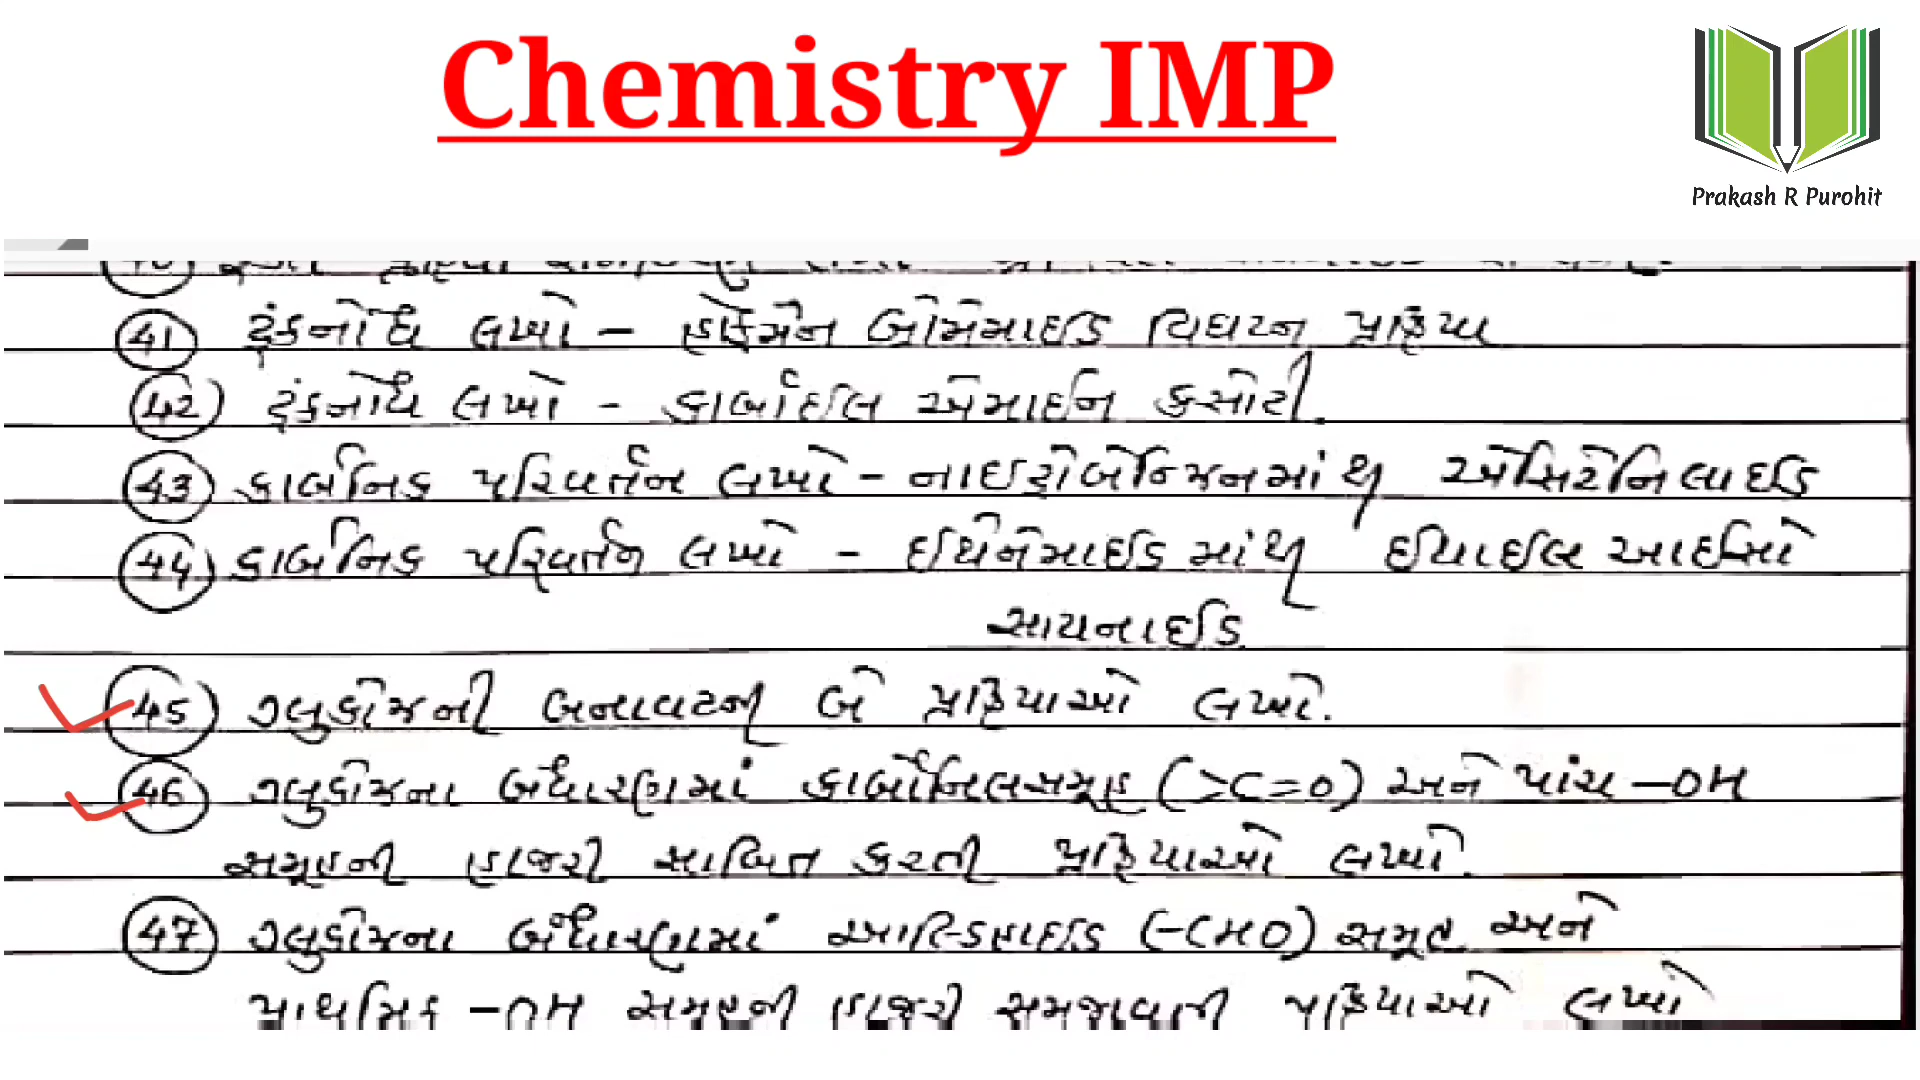 Chemistry IMP
Prakash R Purohit
41 ટૂંકનોંધ લખો - હોફમેન બ્રોમેમાઇડ વિઘટન પ્રક્રિયા
42 ટૂંકનોંધ લખો - કાર્બાઇલ એમાઇન કસોટી.
43 કાર્બનિક પરિવર્તન લખો - નાઇટ્રોબેન્ઝિનમાંથી એસિટેનિલાઇડ
44 કાર્બનિક પરિવર્તન લખો - ઇથેનેમાઇડમાંથી ઇથાઇલ આઇસો
સાયનાઇડ
45 ગ્લુકોઝની બનાવટની બે પ્રક્રિયાઓ લખો.
46 ગ્લુકોઝના બંધારણમાં કાર્બોનિલસમૂહ (>C=O) અને પાંચ -OH
સમૂહની હાજરી સાબિત કરતી પ્રક્રિયાઓ લખો.
47 ગ્લુકોઝના બંધારણમાં આલ્ડિહાઇડ (-CHO) સમૂહ અને
પ્રાથમિક -OH સમૂહની હાજરી સમજાવતી પ્રક્રિયાઓ લખો